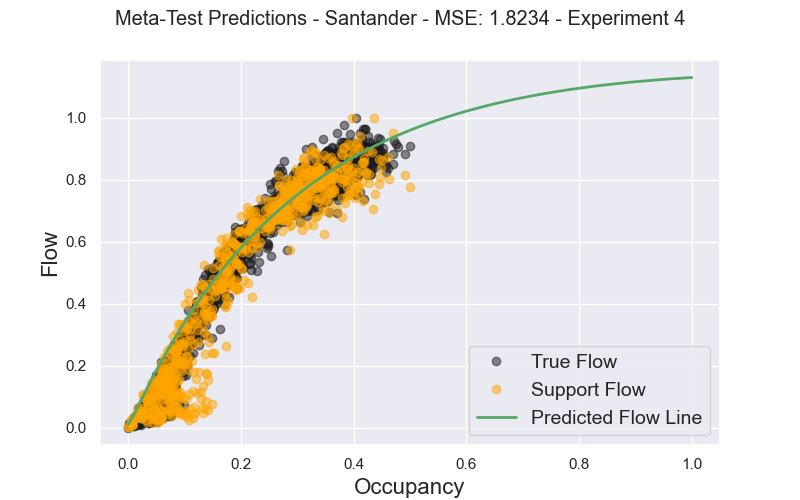 Meta-Test Predictions - Santander - MSE: 1.8234 - Experiment 4
1.0
0.8
0.6
0.4
0.2
0.0
Flow
True Flow
Support Flow
Predicted Flow Line
0.0 0.2 0.4 0.6 0.8 1.0
Occupancy